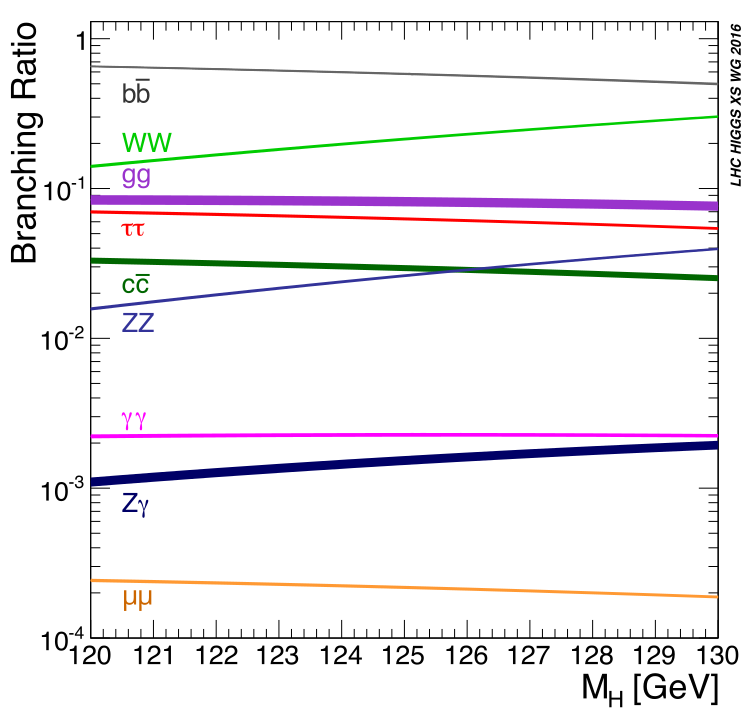 Branching Ratio
LHC HIGGS XS WG 2016
1
10⁻¹
10⁻²
10⁻³
10⁻⁴
bb̅
WW
gg
ττ
cc̅
ZZ
γγ
Zγ
μμ
120 121 122 123 124 125 126 127 128 129 130
M_H [GeV]